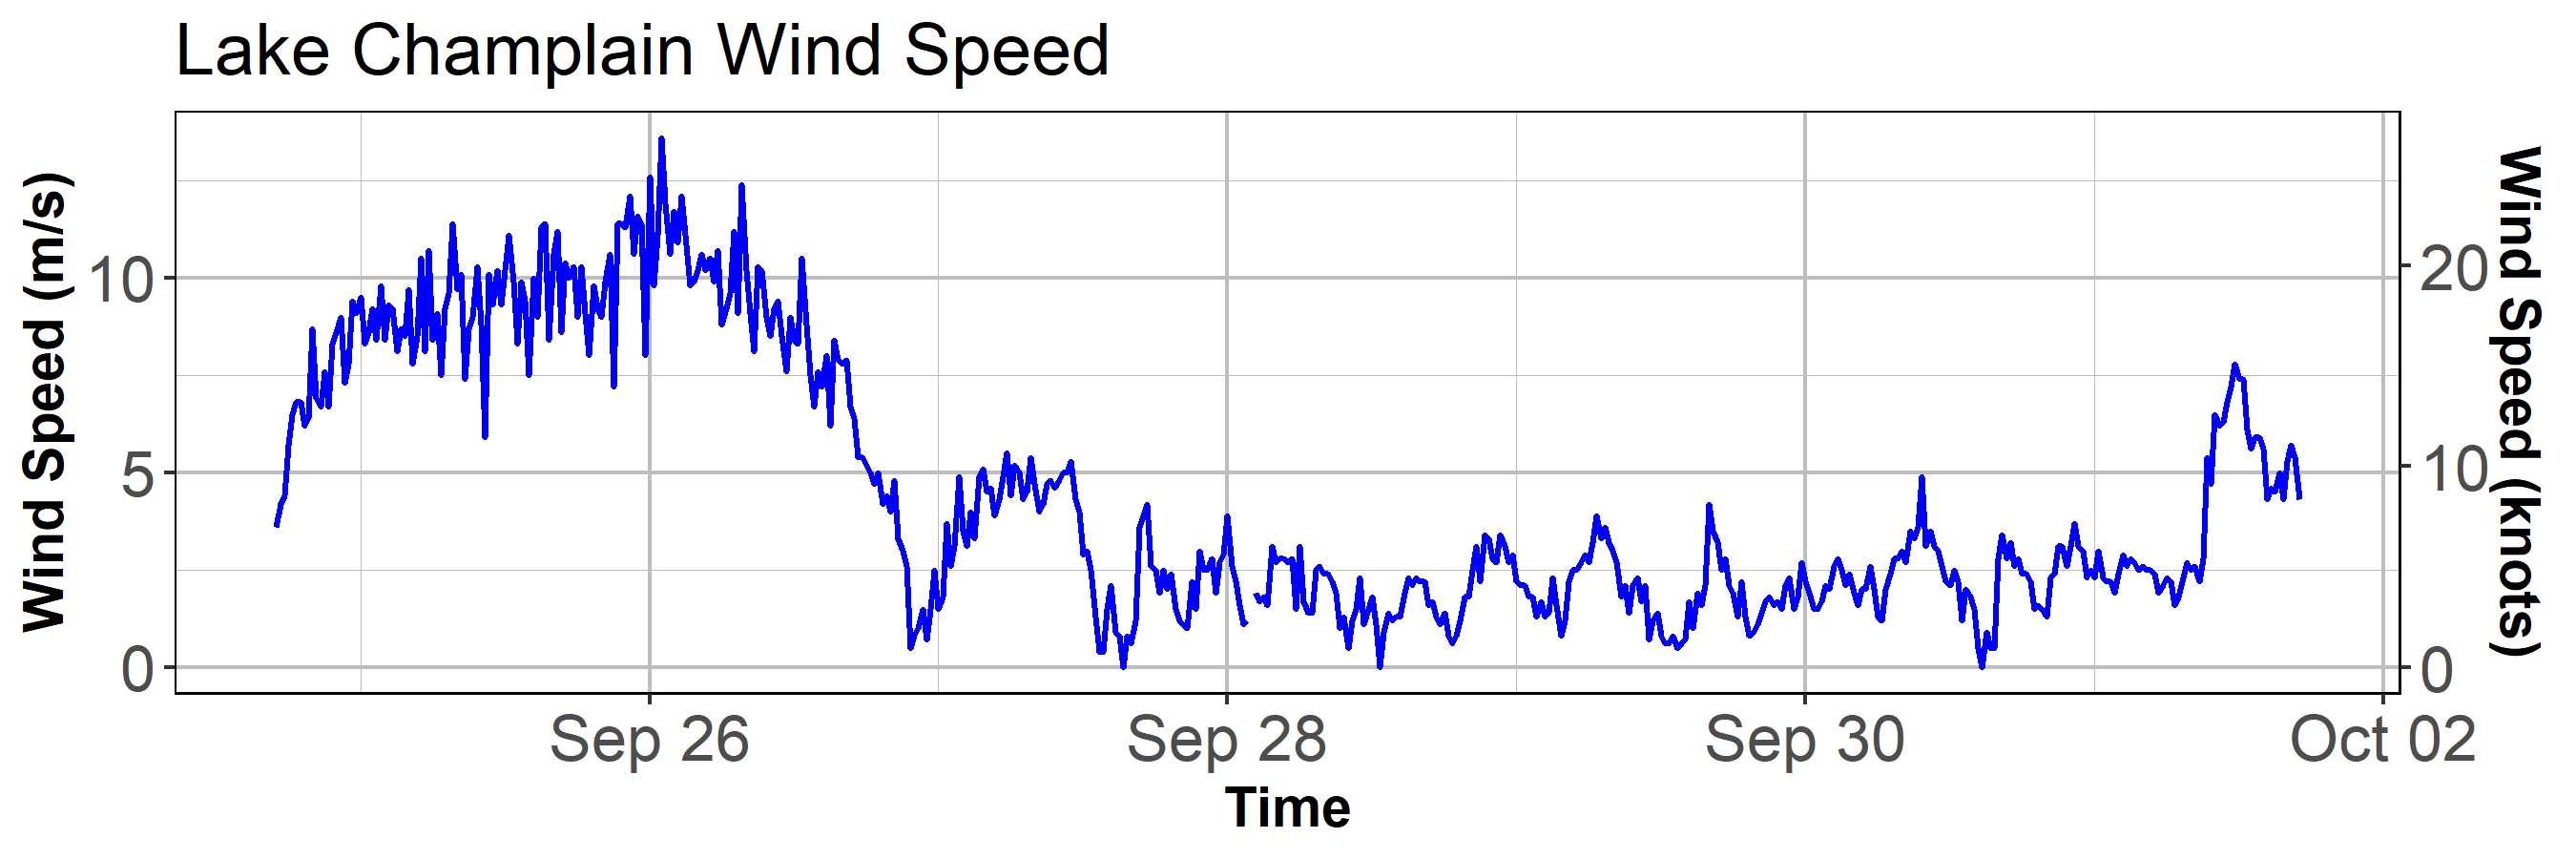 Lake Champlain Wind Speed
Wind Speed (m/s)
10
5
0
20
10
0
Wind Speed (knots)
Sep 26
Sep 28
Sep 30
Oct 02
Time